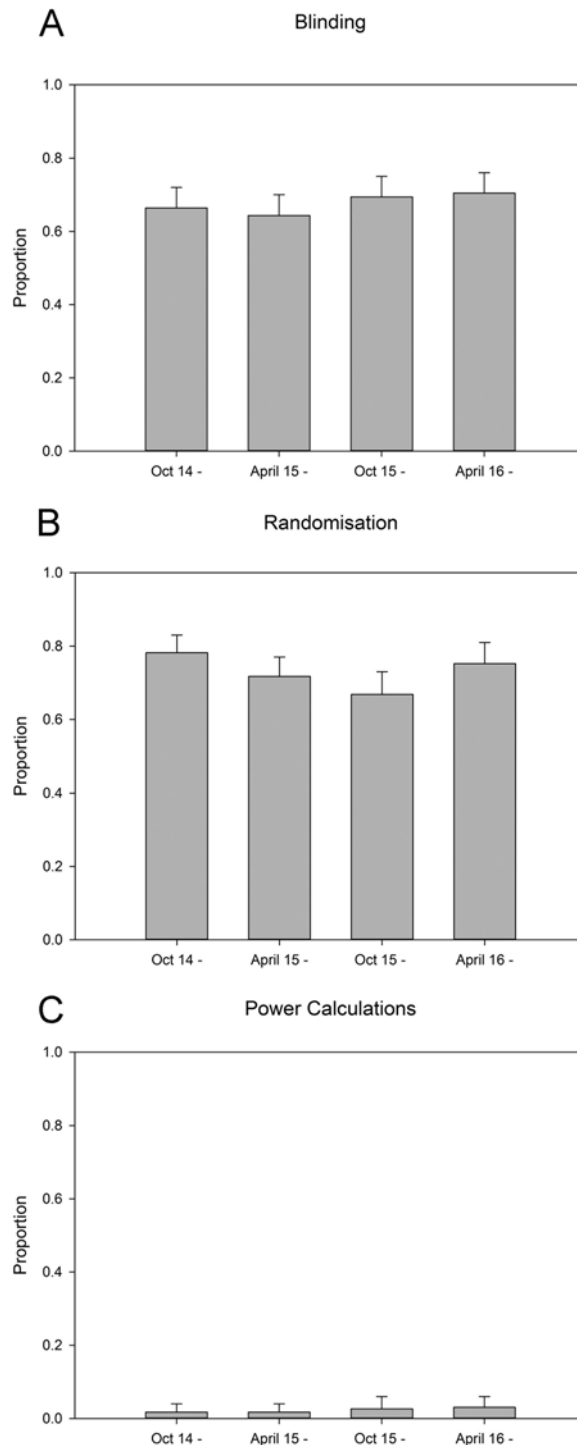 A
Blinding
1.0
0.8
0.6
0.4
0.2
0.0
Proportion
Oct 14 - April 15 - Oct 15 - April 16 -
B
Randomisation
1.0
0.8
0.6
0.4
0.2
0.0
Proportion
Oct 14 - April 15 - Oct 15 - April 16 -
C
Power Calculations
1.0
0.8
0.6
0.4
0.2
0.0
Proportion
Oct 14 - April 15 - Oct 15 - April 16 -